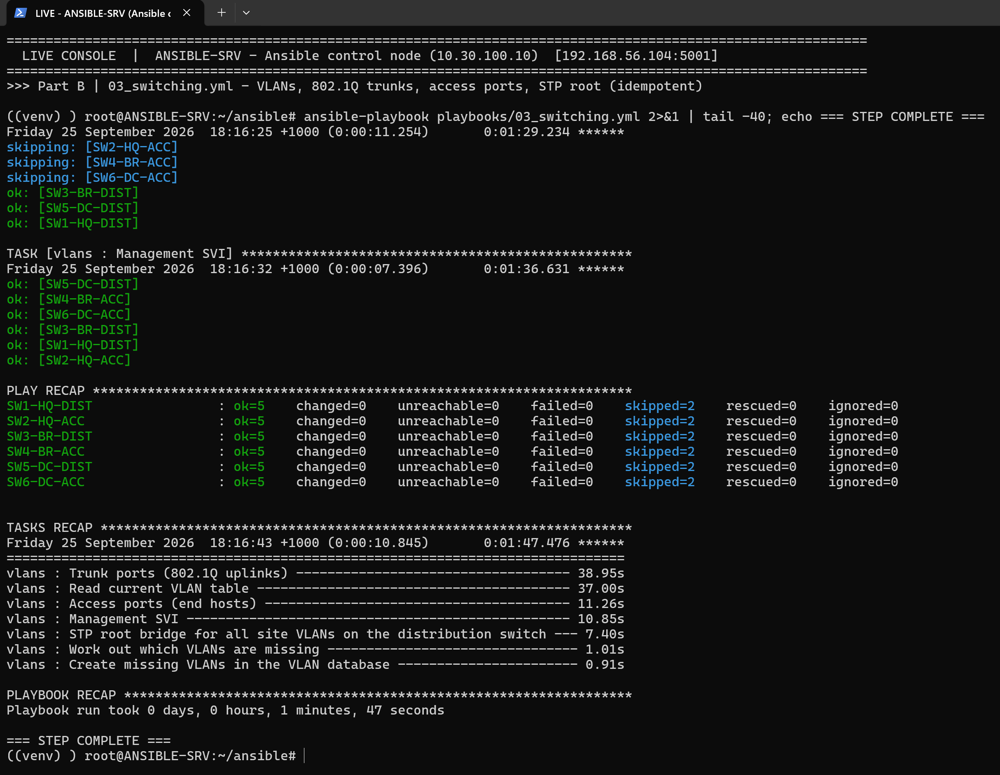 LIVE - ANSIBLE-SRV (Ansible c
==============================================================================================================
LIVE CONSOLE | ANSIBLE-SRV - Ansible control node (10.30.100.10) [192.168.56.104:5001]
==============================================================================================================
>>> Part B | 03_switching.yml - VLANs, 802.1Q trunks, access ports, STP root (idempotent)
((venv) ) root@ANSIBLE-SRV:~/ansible# ansible-playbook playbooks/03_switching.yml 2>&1 | tail -40; echo === STEP COMPLETE ===
Friday 25 September 2026  18:16:25 +1000 (0:00:11.254)       0:01:29.234 ******
skipping: [SW2-HQ-ACC]
skipping: [SW4-BR-ACC]
skipping: [SW6-DC-ACC]
ok: [SW3-BR-DIST]
ok: [SW5-DC-DIST]
ok: [SW1-HQ-DIST]
TASK [vlans : Management SVI] **************************************************
Friday 25 September 2026  18:16:32 +1000 (0:00:07.396)       0:01:36.631 ******
ok: [SW5-DC-DIST]
ok: [SW4-BR-ACC]
ok: [SW6-DC-ACC]
ok: [SW3-BR-DIST]
ok: [SW1-HQ-DIST]
ok: [SW2-HQ-ACC]
PLAY RECAP *********************************************************************
SW1-HQ-DIST                : ok=5    changed=0    unreachable=0    failed=0    skipped=2    rescued=0    ignored=0
SW2-HQ-ACC                 : ok=5    changed=0    unreachable=0    failed=0    skipped=2    rescued=0    ignored=0
SW3-BR-DIST                : ok=5    changed=0    unreachable=0    failed=0    skipped=2    rescued=0    ignored=0
SW4-BR-ACC                 : ok=5    changed=0    unreachable=0    failed=0    skipped=2    rescued=0    ignored=0
SW5-DC-DIST                : ok=5    changed=0    unreachable=0    failed=0    skipped=2    rescued=0    ignored=0
SW6-DC-ACC                 : ok=5    changed=0    unreachable=0    failed=0    skipped=2    rescued=0    ignored=0
TASKS RECAP ********************************************************************
Friday 25 September 2026  18:16:43 +1000 (0:00:10.845)       0:01:47.476 ******
===============================================================================
vlans : Trunk ports (802.1Q uplinks) ----------------------------------- 38.95s
vlans : Read current VLAN table ---------------------------------------- 37.00s
vlans : Access ports (end hosts) --------------------------------------- 11.26s
vlans : Management SVI ------------------------------------------------- 10.85s
vlans : STP root bridge for all site VLANs on the distribution switch --- 7.40s
vlans : Work out which VLANs are missing -------------------------------- 1.01s
vlans : Create missing VLANs in the VLAN database ----------------------- 0.91s
PLAYBOOK RECAP *****************************************************************
Playbook run took 0 days, 0 hours, 1 minutes, 47 seconds
=== STEP COMPLETE ===
((venv) ) root@ANSIBLE-SRV:~/ansible#